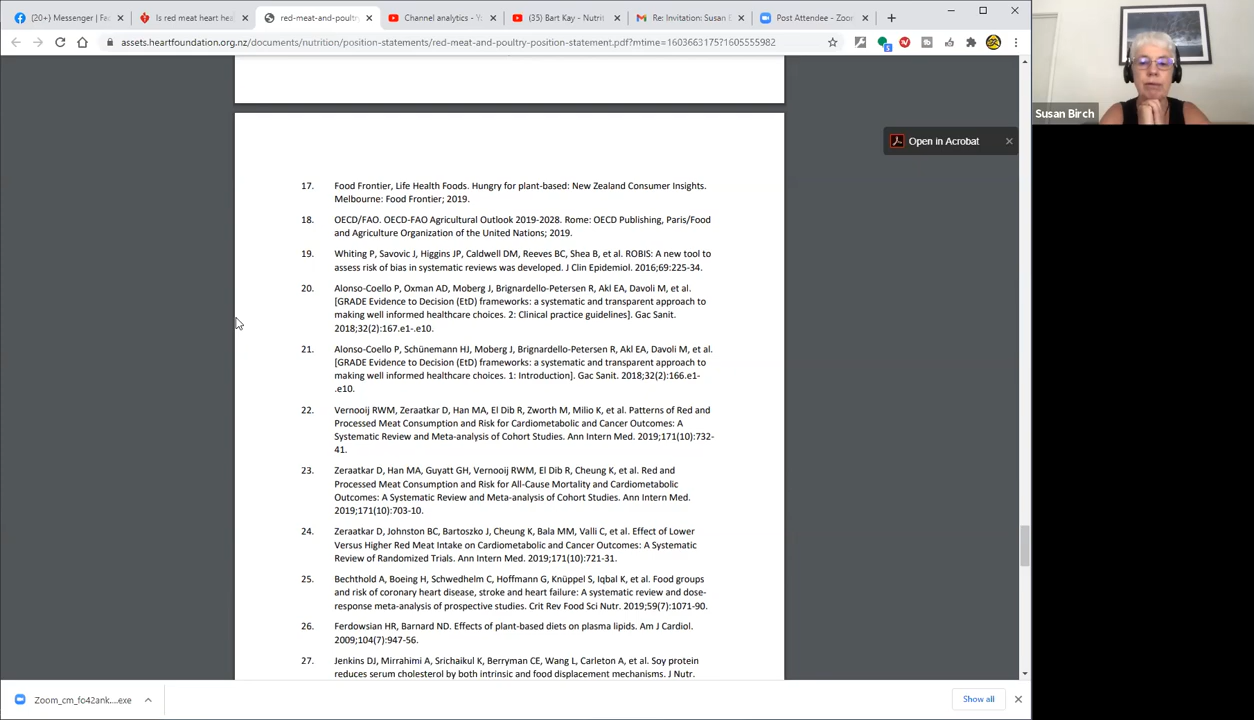 (20+) Messenger | Fa
Is red meat heart hea
red-meat-and-poultr
Channel analytics - Yo
(35) Bart Kay - Nutrit
Re: Invitation: Susan B
Post Attendee - Zoom
assets.heartfoundation.org.nz/documents/nutrition/position-statements/red-meat-and-poultry-position-statement.pdf?mtime=1603663175?1605555982
5
Susan Birch
Open in Acrobat
17. Food Frontier, Life Health Foods. Hungry for plant-based: New Zealand Consumer Insights.
Melbourne: Food Frontier; 2019.
18. OECD/FAO. OECD-FAO Agricultural Outlook 2019-2028. Rome: OECD Publishing, Paris/Food
and Agriculture Organization of the United Nations; 2019.
19. Whiting P, Savovic J, Higgins JP, Caldwell DM, Reeves BC, Shea B, et al. ROBIS: A new tool to
assess risk of bias in systematic reviews was developed. J Clin Epidemiol. 2016;69:225-34.
20. Alonso-Coello P, Oxman AD, Moberg J, Brignardello-Petersen R, Akl EA, Davoli M, et al.
[GRADE Evidence to Decision (EtD) frameworks: a systematic and transparent approach to
making well informed healthcare choices. 2: Clinical practice guidelines]. Gac Sanit.
2018;32(2):167.e1-.e10.
21. Alonso-Coello P, Schünemann HJ, Moberg J, Brignardello-Petersen R, Akl EA, Davoli M, et al.
[GRADE Evidence to Decision (EtD) frameworks: a systematic and transparent approach to
making well informed healthcare choices. 1: Introduction]. Gac Sanit. 2018;32(2):166.e1-
.e10.
22. Vernooij RWM, Zeraatkar D, Han MA, El Dib R, Zworth M, Milio K, et al. Patterns of Red and
Processed Meat Consumption and Risk for Cardiometabolic and Cancer Outcomes: A
Systematic Review and Meta-analysis of Cohort Studies. Ann Intern Med. 2019;171(10):732-
41.
23. Zeraatkar D, Han MA, Guyatt GH, Vernooij RWM, El Dib R, Cheung K, et al. Red and
Processed Meat Consumption and Risk for All-Cause Mortality and Cardiometabolic
Outcomes: A Systematic Review and Meta-analysis of Cohort Studies. Ann Intern Med.
2019;171(10):703-10.
24. Zeraatkar D, Johnston BC, Bartoszko J, Cheung K, Bala MM, Valli C, et al. Effect of Lower
Versus Higher Red Meat Intake on Cardiometabolic and Cancer Outcomes: A Systematic
Review of Randomized Trials. Ann Intern Med. 2019;171(10):721-31.
25. Bechthold A, Boeing H, Schwedhelm C, Hoffmann G, Knüppel S, Iqbal K, et al. Food groups
and risk of coronary heart disease, stroke and heart failure: A systematic review and dose-
response meta-analysis of prospective studies. Crit Rev Food Sci Nutr. 2019;59(7):1071-90.
26. Ferdowsian HR, Barnard ND. Effects of plant-based diets on plasma lipids. Am J Cardiol.
2009;104(7):947-56.
27. Jenkins DJ, Mirrahimi A, Srichaikul K, Berryman CE, Wang L, Carleton A, et al. Soy protein
reduces serum cholesterol by both intrinsic and food displacement mechanisms. J Nutr.
Zoom_cm_fo42ank....exe
Show all